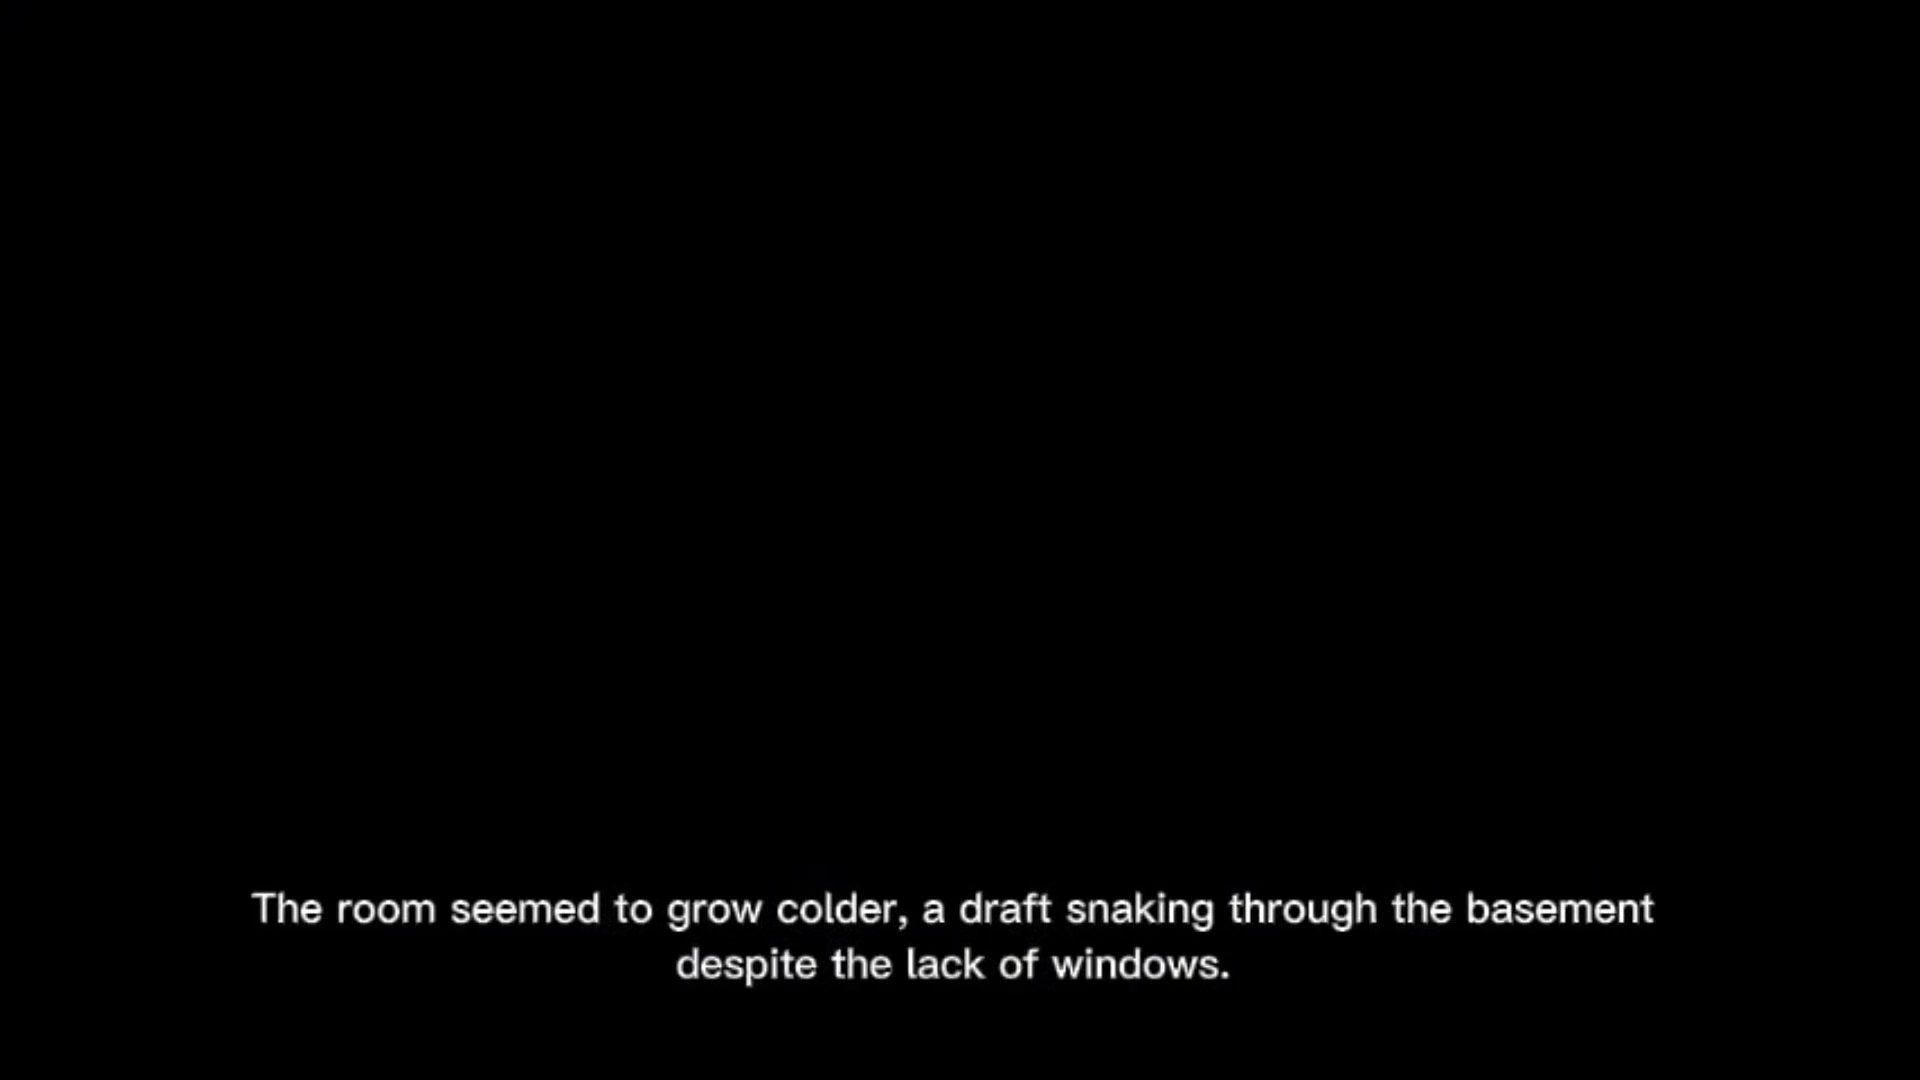 The room seemed to grow colder, a draft snaking through the basement
despite the lack of windows.